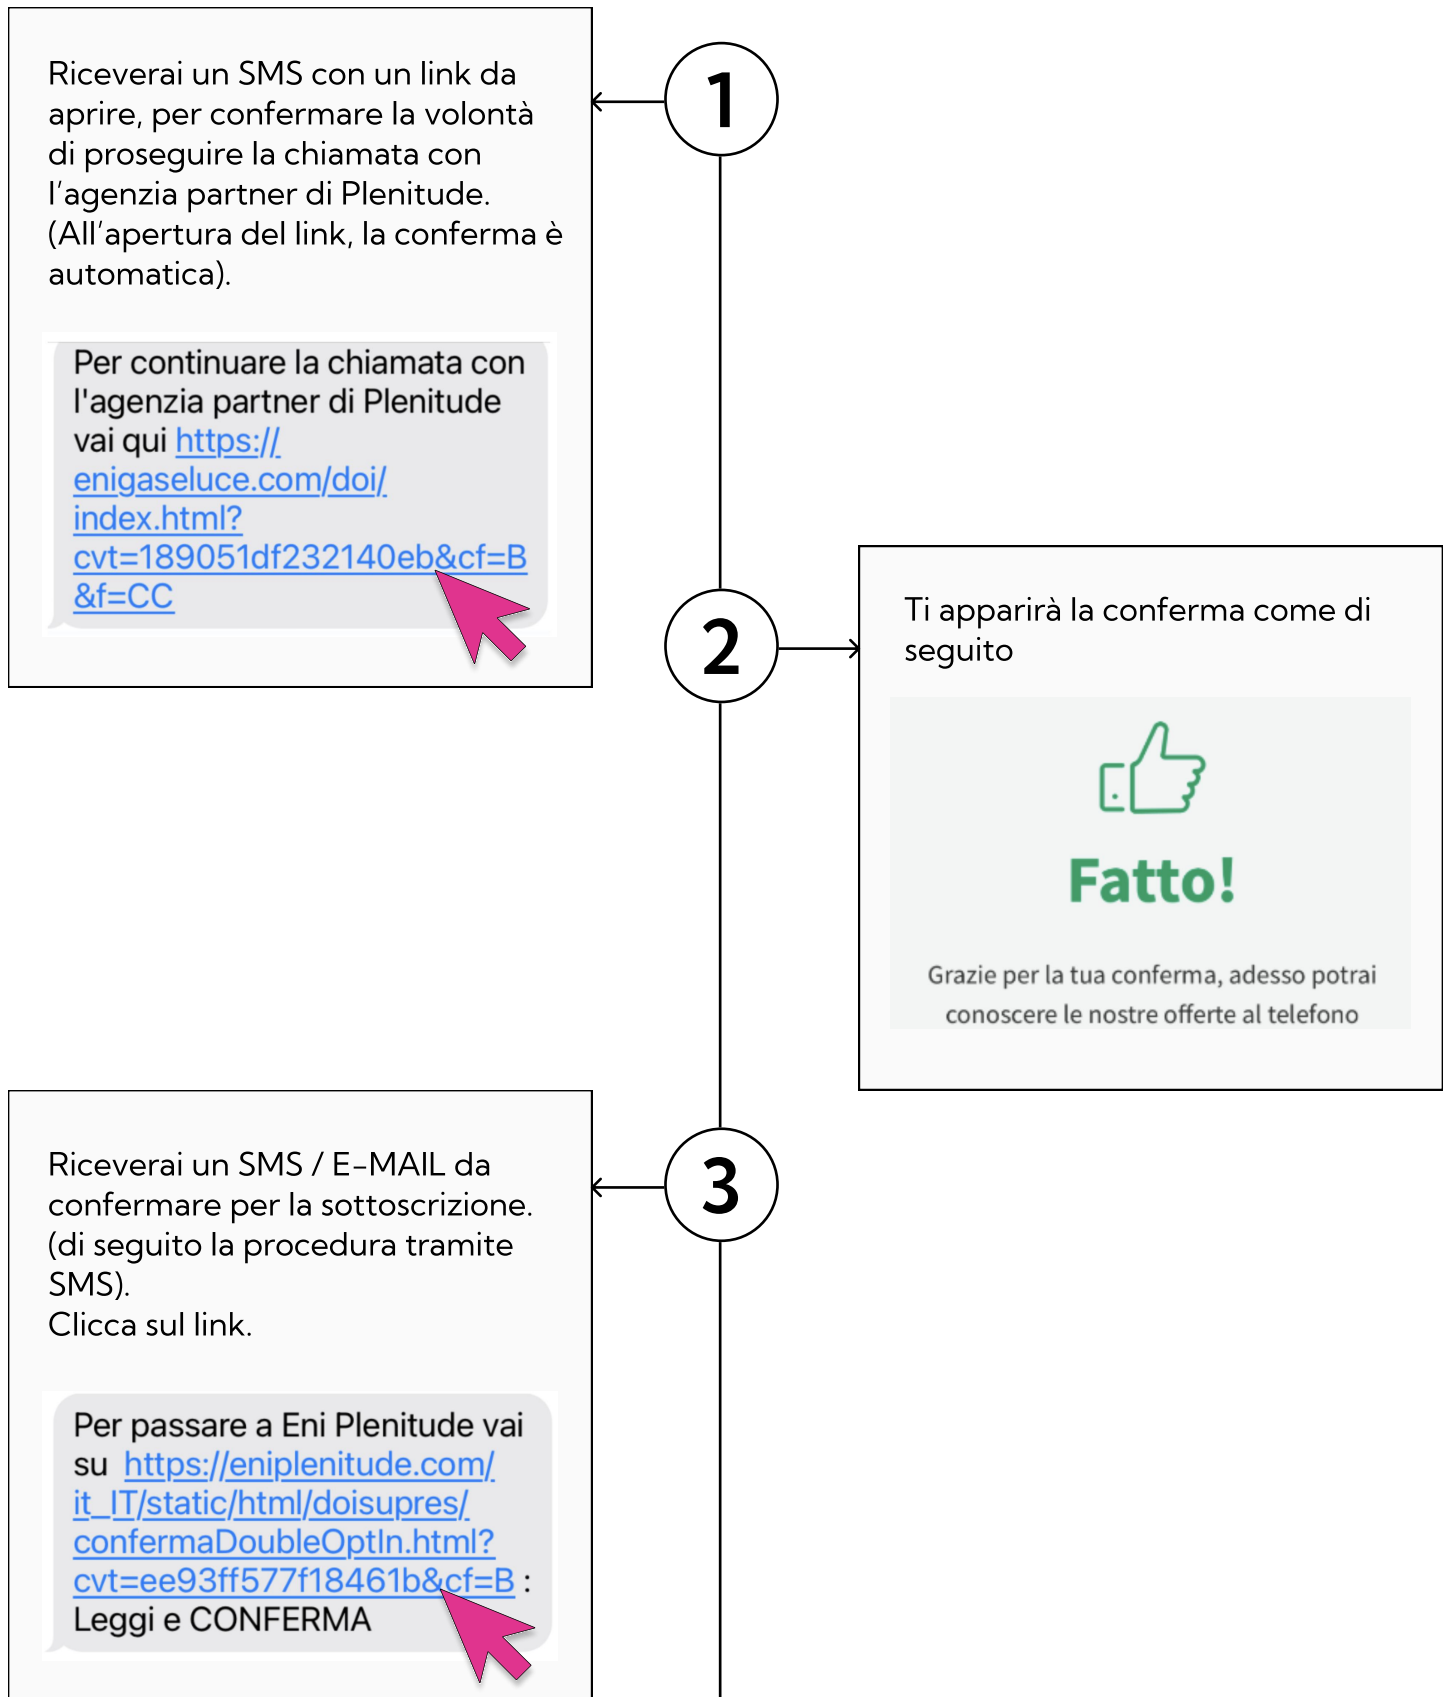 1
Riceverai un SMS con un link da
aprire, per confermare la volontà
di proseguire la chiamata con
l'agenzia partner di Plenitude.
(All'apertura del link, la conferma è
automatica).
Per continuare la chiamata con
l'agenzia partner di Plenitude
vai qui https://
enigaseluce.com/doi/
index.html?
cvt=189051df232140eb&cf=B
&f=CC
2
Ti apparirà la conferma come di
seguito
Fatto!
Grazie per la tua conferma, adesso potrai
conoscere le nostre offerte al telefono
3
Riceverai un SMS / E-MAIL da
confermare per la sottoscrizione.
(di seguito la procedura tramite
SMS).
Clicca sul link.
Per passare a Eni Plenitude vai
su https://eniplenitude.com/
it_IT/static/html/doisupres/
confermaDoubleOptIn.html?
cvt=ee93ff577f18461b&cf=B :
Leggi e CONFERMA